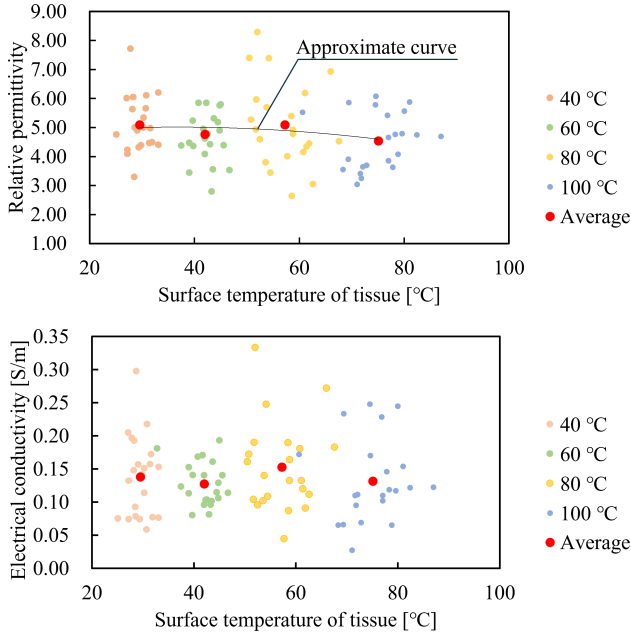 9.00
8.00
7.00
6.00
5.00
4.00
3.00
2.00
1.00
Relative permittivity
Approximate curve
20 40 60 80 100
Surface temperature of tissue [℃]
40 ℃
60 ℃
80 ℃
100 ℃
Average
0.35
0.30
0.25
0.20
0.15
0.10
0.05
0.00
Electrical conductivity [S/m]
20 40 60 80 100
Surface temperature of tissue [℃]
40 ℃
60 ℃
80 ℃
100 ℃
Average